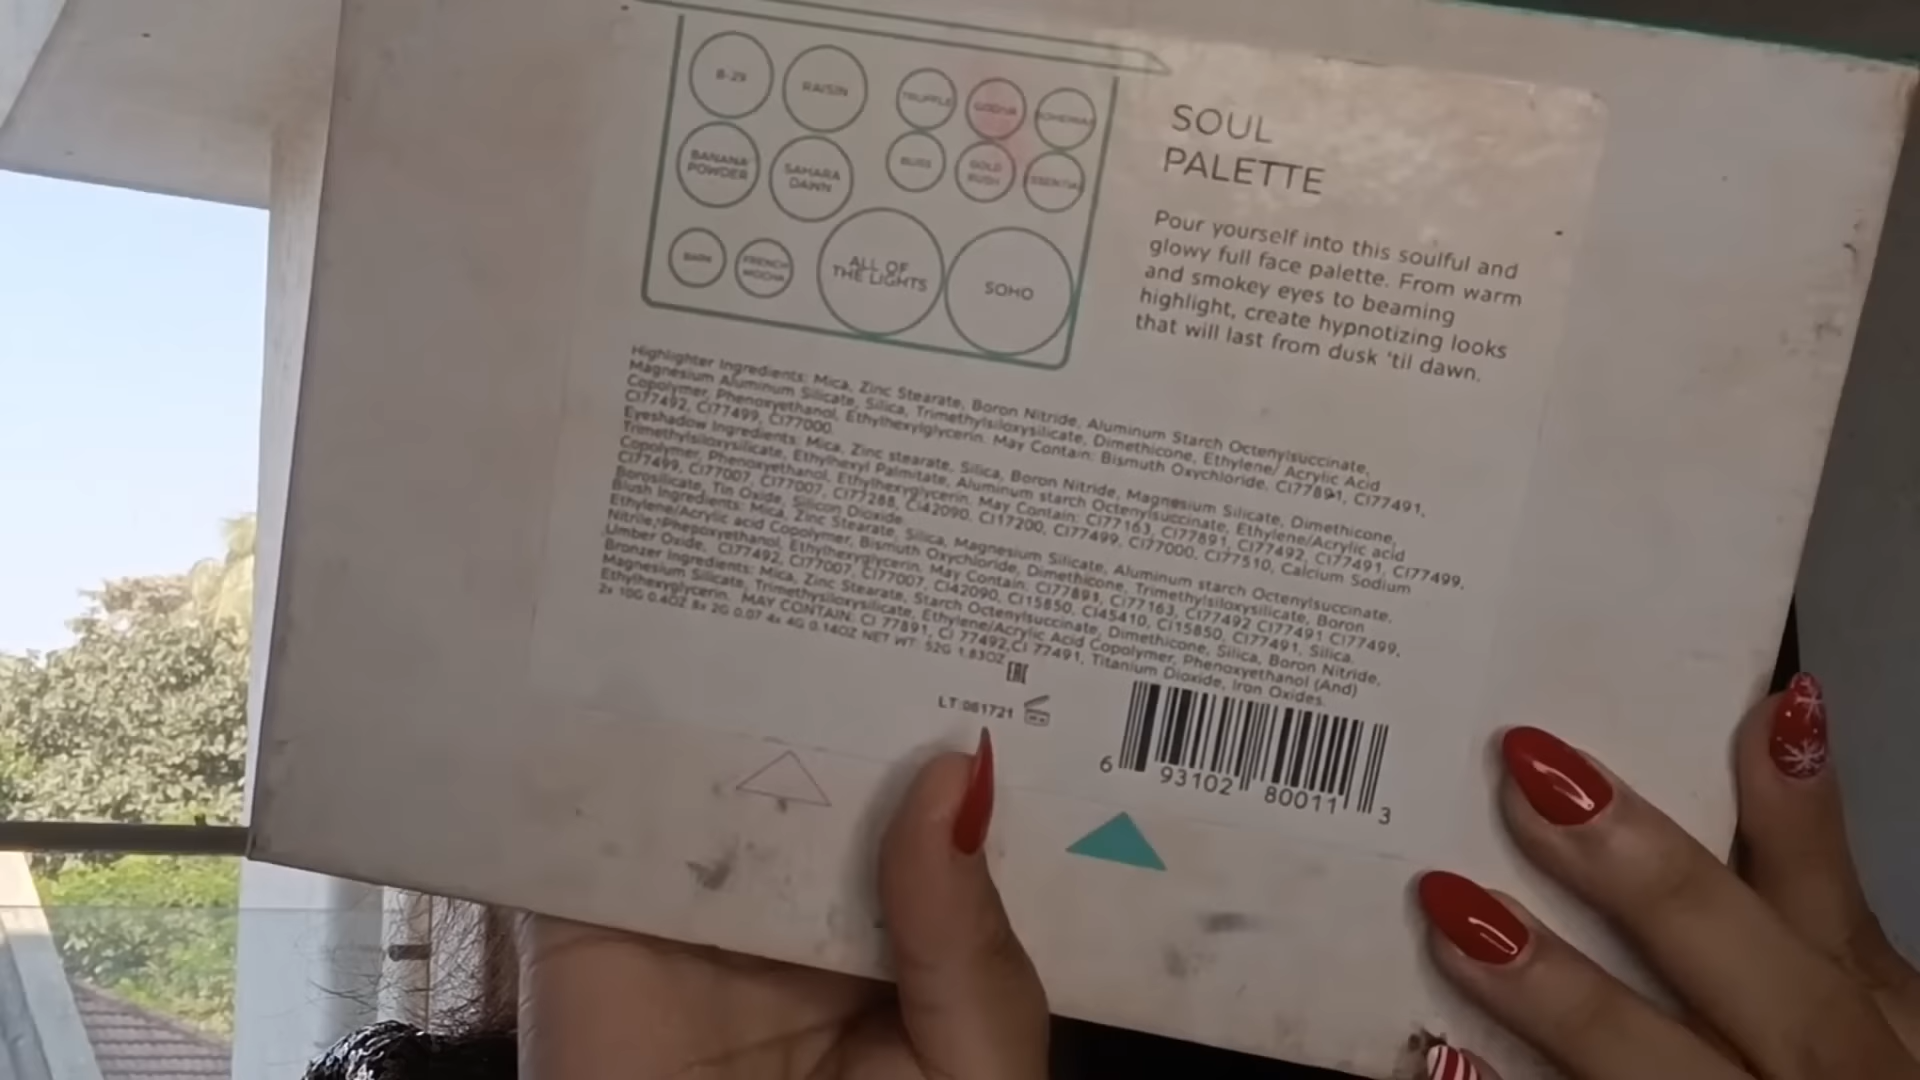 B-29
RAISIN
TRUFFLE
GODIVA
BOHEMIAN
BANANA
POWDER
SAHARA
DAWN
BLISS
GOLD
RUSH
ESSENTIAL
BARK
FRENCH
MOCHA
ALL OF
THE LIGHTS
SOHO
SOUL
PALETTE
Pour yourself into this soulful and
glowy full face palette. From warm
and smokey eyes to beaming
highlight, create hypnotizing looks
that will last from dusk 'til dawn.
Highlighter Ingredients: Mica, Zinc Stearate, Boron Nitride, Aluminum Starch Octenylsuccinate,
Magnesium Aluminum Silicate, Silica, Trimethylsiloxysilicate, Dimethicone, Ethylene/ Acrylic Acid
Copolymer, Phenoxyethanol, Ethylhexylglycerin. May Contain: Bismuth Oxychloride, CI77891, CI77491,
CI77492, CI77499, CI77000.
Eyeshadow Ingredients: Mica, Zinc stearate, Silica, Boron Nitride, Magnesium Silicate, Dimethicone,
Trimethylsiloxysilicate, Ethylhexyl Palmitate, Aluminum starch Octenylsuccinate, Ethylene/Acrylic acid
Copolymer, Phenoxyethanol, Ethylhexyglycerin. May Contain: CI77163, CI77891, CI77492, CI77491, CI77499,
CI77499, CI77007, CI77007, CI77288, CI42090, CI17200, CI77499, CI77000, CI77510, Calcium Sodium
Borosilicate, Tin Oxide, Silicon Dioxide.
Blush Ingredients: Mica, Zinc Stearate, Silica, Magnesium Silicate, Aluminum starch Octenylsuccinate,
Ethylene/Acrylic acid Copolymer, Bismuth Oxychloride, Dimethicone, Trimethylsiloxysilicate, Boron
Nitrile, Phepoxyethanol, Ethylhexyglycerin. May Contain: CI77891, CI77163, CI77492 CI77491 CI77499,
Umber Oxide, CI77492, CI77007, CI77007, CI42090, CI15850, CI45410, CI15850, CI77491, Silica.
Bronzer Ingredients: Mica, Zinc Stearate, Starch Octenylsuccinate, Dimethicone, Silica, Boron Nitride,
Magnesium Silicate, Trimethysiloxysilicate, Ethylene/Acrylic Acid Copolymer, Phenoxyethanol (And)
Ethylhexyglycerin. MAY CONTAIN: CI 77891, CI 77492,CI 77491, Titanium Dioxide, Iron Oxides.
2x 10G 0.4OZ 8x 2G 0.07 4x 4G 0.14OZ NET WT: 52G 1.83OZ
EAC
LT:061721
6 93102 80011 3